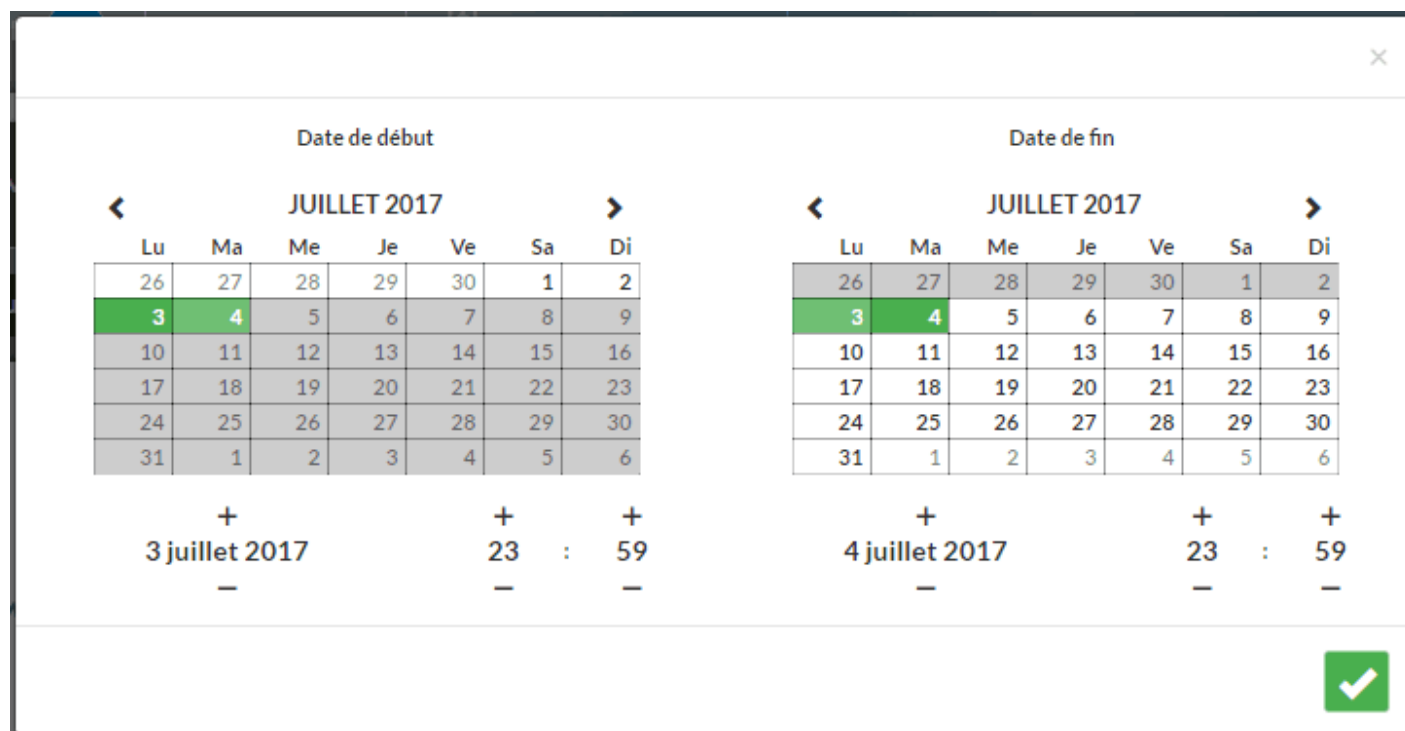 ×
Date de début
JUILLET 2017
Lu Ma Me Je Ve Sa Di
26 27 28 29 30 1 2
3 4 5 6 7 8 9
10 11 12 13 14 15 16
17 18 19 20 21 22 23
24 25 26 27 28 29 30
31 1 2 3 4 5 6
+ + +
3 juillet 2017 23 : 59
− − −
Date de fin
JUILLET 2017
Lu Ma Me Je Ve Sa Di
26 27 28 29 30 1 2
3 4 5 6 7 8 9
10 11 12 13 14 15 16
17 18 19 20 21 22 23
24 25 26 27 28 29 30
31 1 2 3 4 5 6
+ + +
4 juillet 2017 23 : 59
− − −